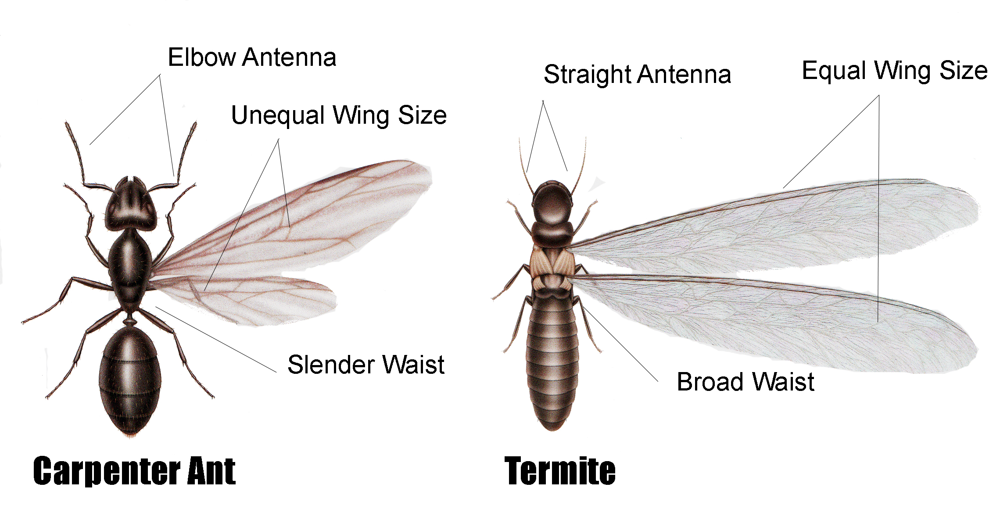 Elbow Antenna
Unequal Wing Size
Slender Waist
Carpenter Ant
Straight Antenna
Equal Wing Size
Broad Waist
Termite